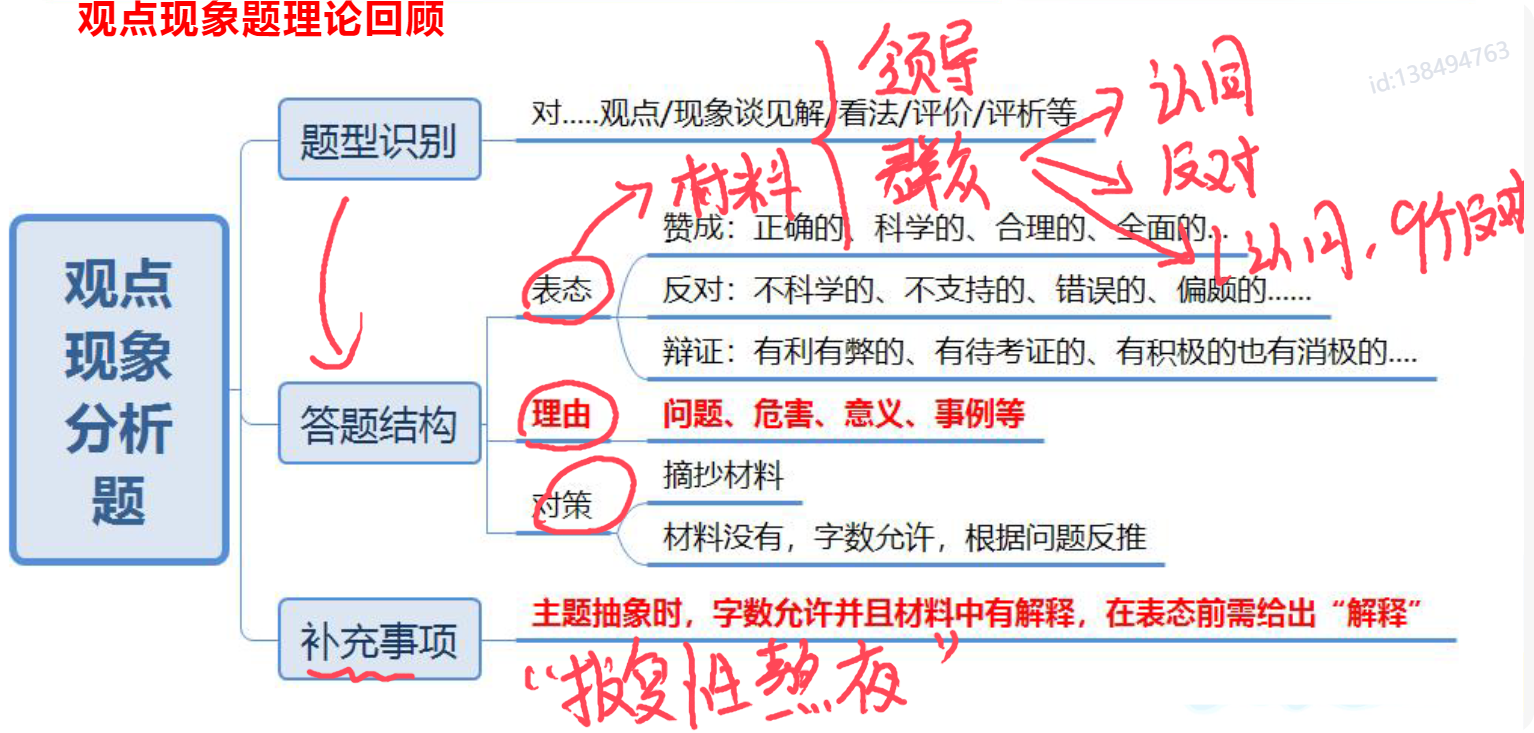 观点现象题理论回顾
id:138494763
领导
认同
题型识别
对.....观点/现象谈见解/看法/评价/评析等
材料
群众
反对
赞成：正确的、科学的、合理的、全面的...
认同，个价反对
观点现象分析题
表态
反对：不科学的、不支持的、错误的、偏颇的......
辩证：有利有弊的、有待考证的、有积极的也有消极的....
答题结构
理由
问题、危害、意义、事例等
对策
摘抄材料
材料没有，字数允许，根据问题反推
补充事项
主题抽象时，字数允许并且材料中有解释，在表态前需给出“解释”
“报复性熬夜”